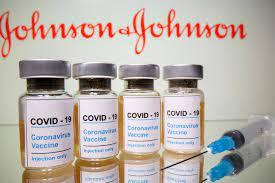 Johnson & Johnson
COVID - 19
Coronavirus
Vaccine
Injection only
COVID - 19
Coronavirus
Vaccine
Injection only
COVID - 19
Coronavirus
Vaccine
Injection only
COVID - 19
Coronavirus
Vaccine
Injection only